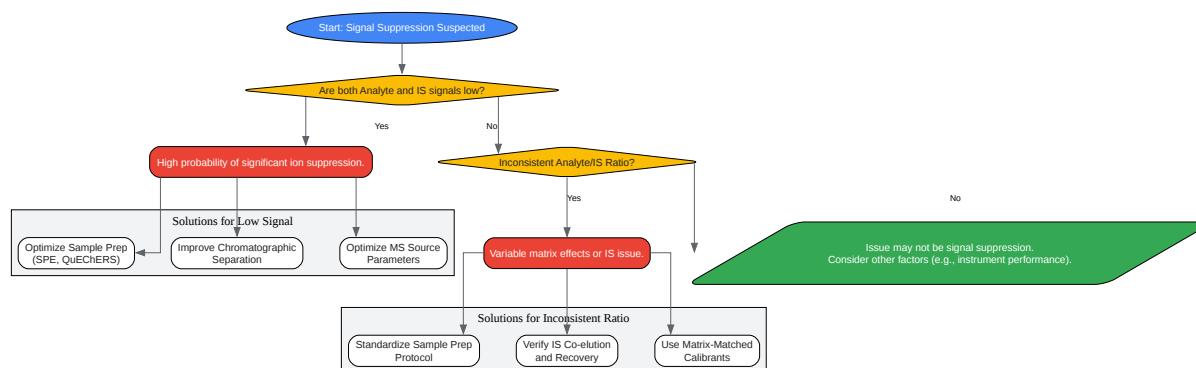 Start: Signal Suppression Suspected
Are both Analyte and IS signals low?
Yes
No
High probability of significant ion suppression.
Inconsistent Analyte/IS Ratio?
Yes
No
Solutions for Low Signal
Optimize Sample Prep
(SPE, QuEChERS)
Improve Chromatographic
Separation
Optimize MS Source
Parameters
Variable matrix effects or IS issue.
Issue may not be signal suppression.
Consider other factors (e.g., instrument performance).
Solutions for Inconsistent Ratio
Standardize Sample Prep
Protocol
Verify IS Co-elution
and Recovery
Use Matrix-Matched
Calibrants